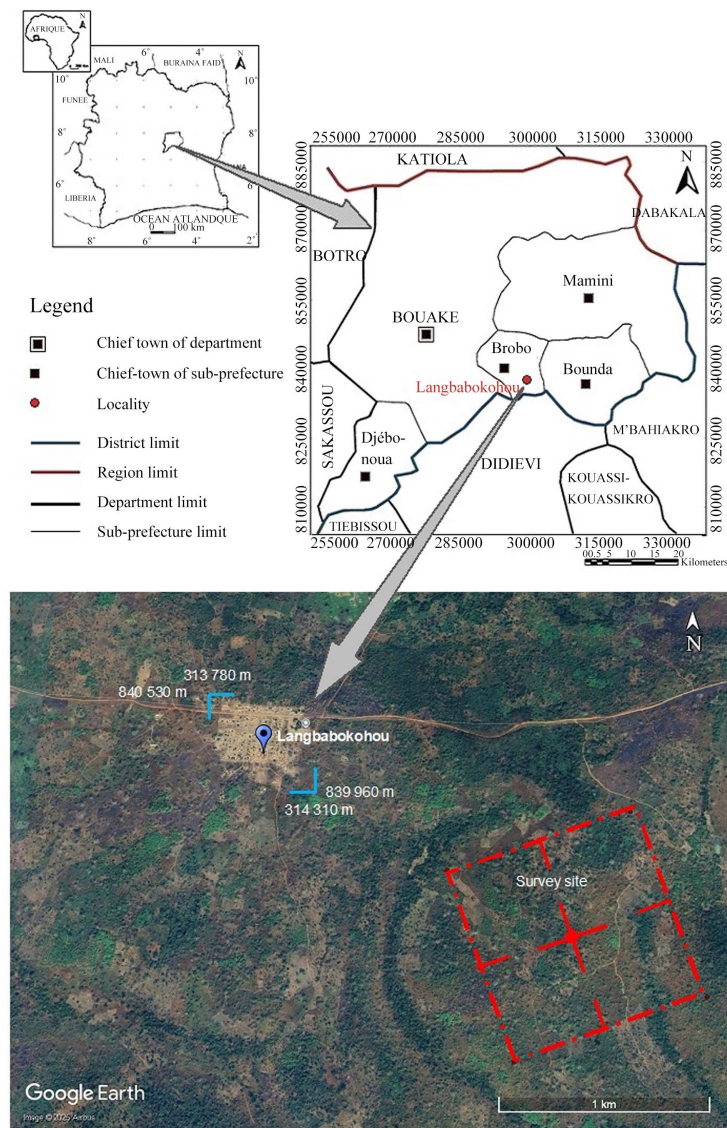 AFRIQUE
N
MALI
BURAINA FAID
N
FUNEE
LIBERIA
OCEAN ATLANDQUE
0 100 km
10°
8°
6°
6°
4°
10°
8°
6°
8°
6°
4°
2°
255000 270000 285000 300000 315000 330000
885000
870000
855000
840000
825000
810000
KATIOLA
N
DABAKALA
BOTRO
Mamini
BOUAKE
Brobo
Bounda
Langbabokohou
SAKASSOU
Djébo-
noua
DIDIEVI
M'BAHIAKRO
KOUASSI-
KOUASSIKRO
TIEBISSOU
885000
870000
855000
840000
825000
810000
255000 270000 285000 300000 315000 330000
00.5 5 10 15 20
Kilometers
Legend
Chief town of department
Chief-town of sub-prefecture
Locality
District limit
Region limit
Department limit
Sub-prefecture limit
313 780 m
840 530 m
Langbabokohou
839 960 m
314 310 m
N
Survey site
Google Earth
Image © 2025 Airbus
1 km